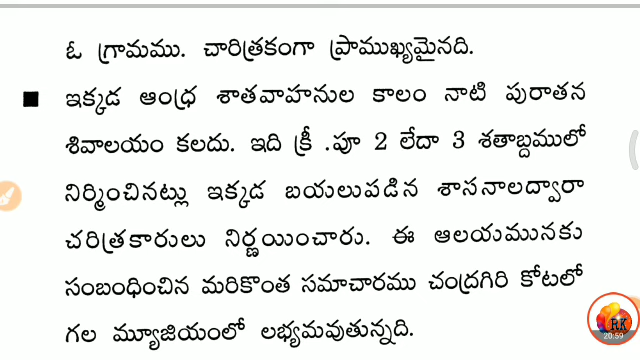 ఓ గ్రామము. చారిత్రకంగా ప్రాముఖ్యమైనది.
■ ఇక్కడ ఆంధ్ర శాతవాహనుల కాలం నాటి పురాతన
శివాలయం కలదు. ఇది క్రీ .పూ 2 లేదా 3 శతాబ్దములో
నిర్మించినట్లు ఇక్కడ బయలుపడిన శాసనాలద్వారా
చరిత్రకారులు నిర్ణయించారు. ఈ ఆలయమునకు
సంబంధించిన మరికొంత సమాచారము చంద్రగిరి కోటలో
గల మ్యూజియంలో లభ్యమవుతున్నది.
RK
20:59